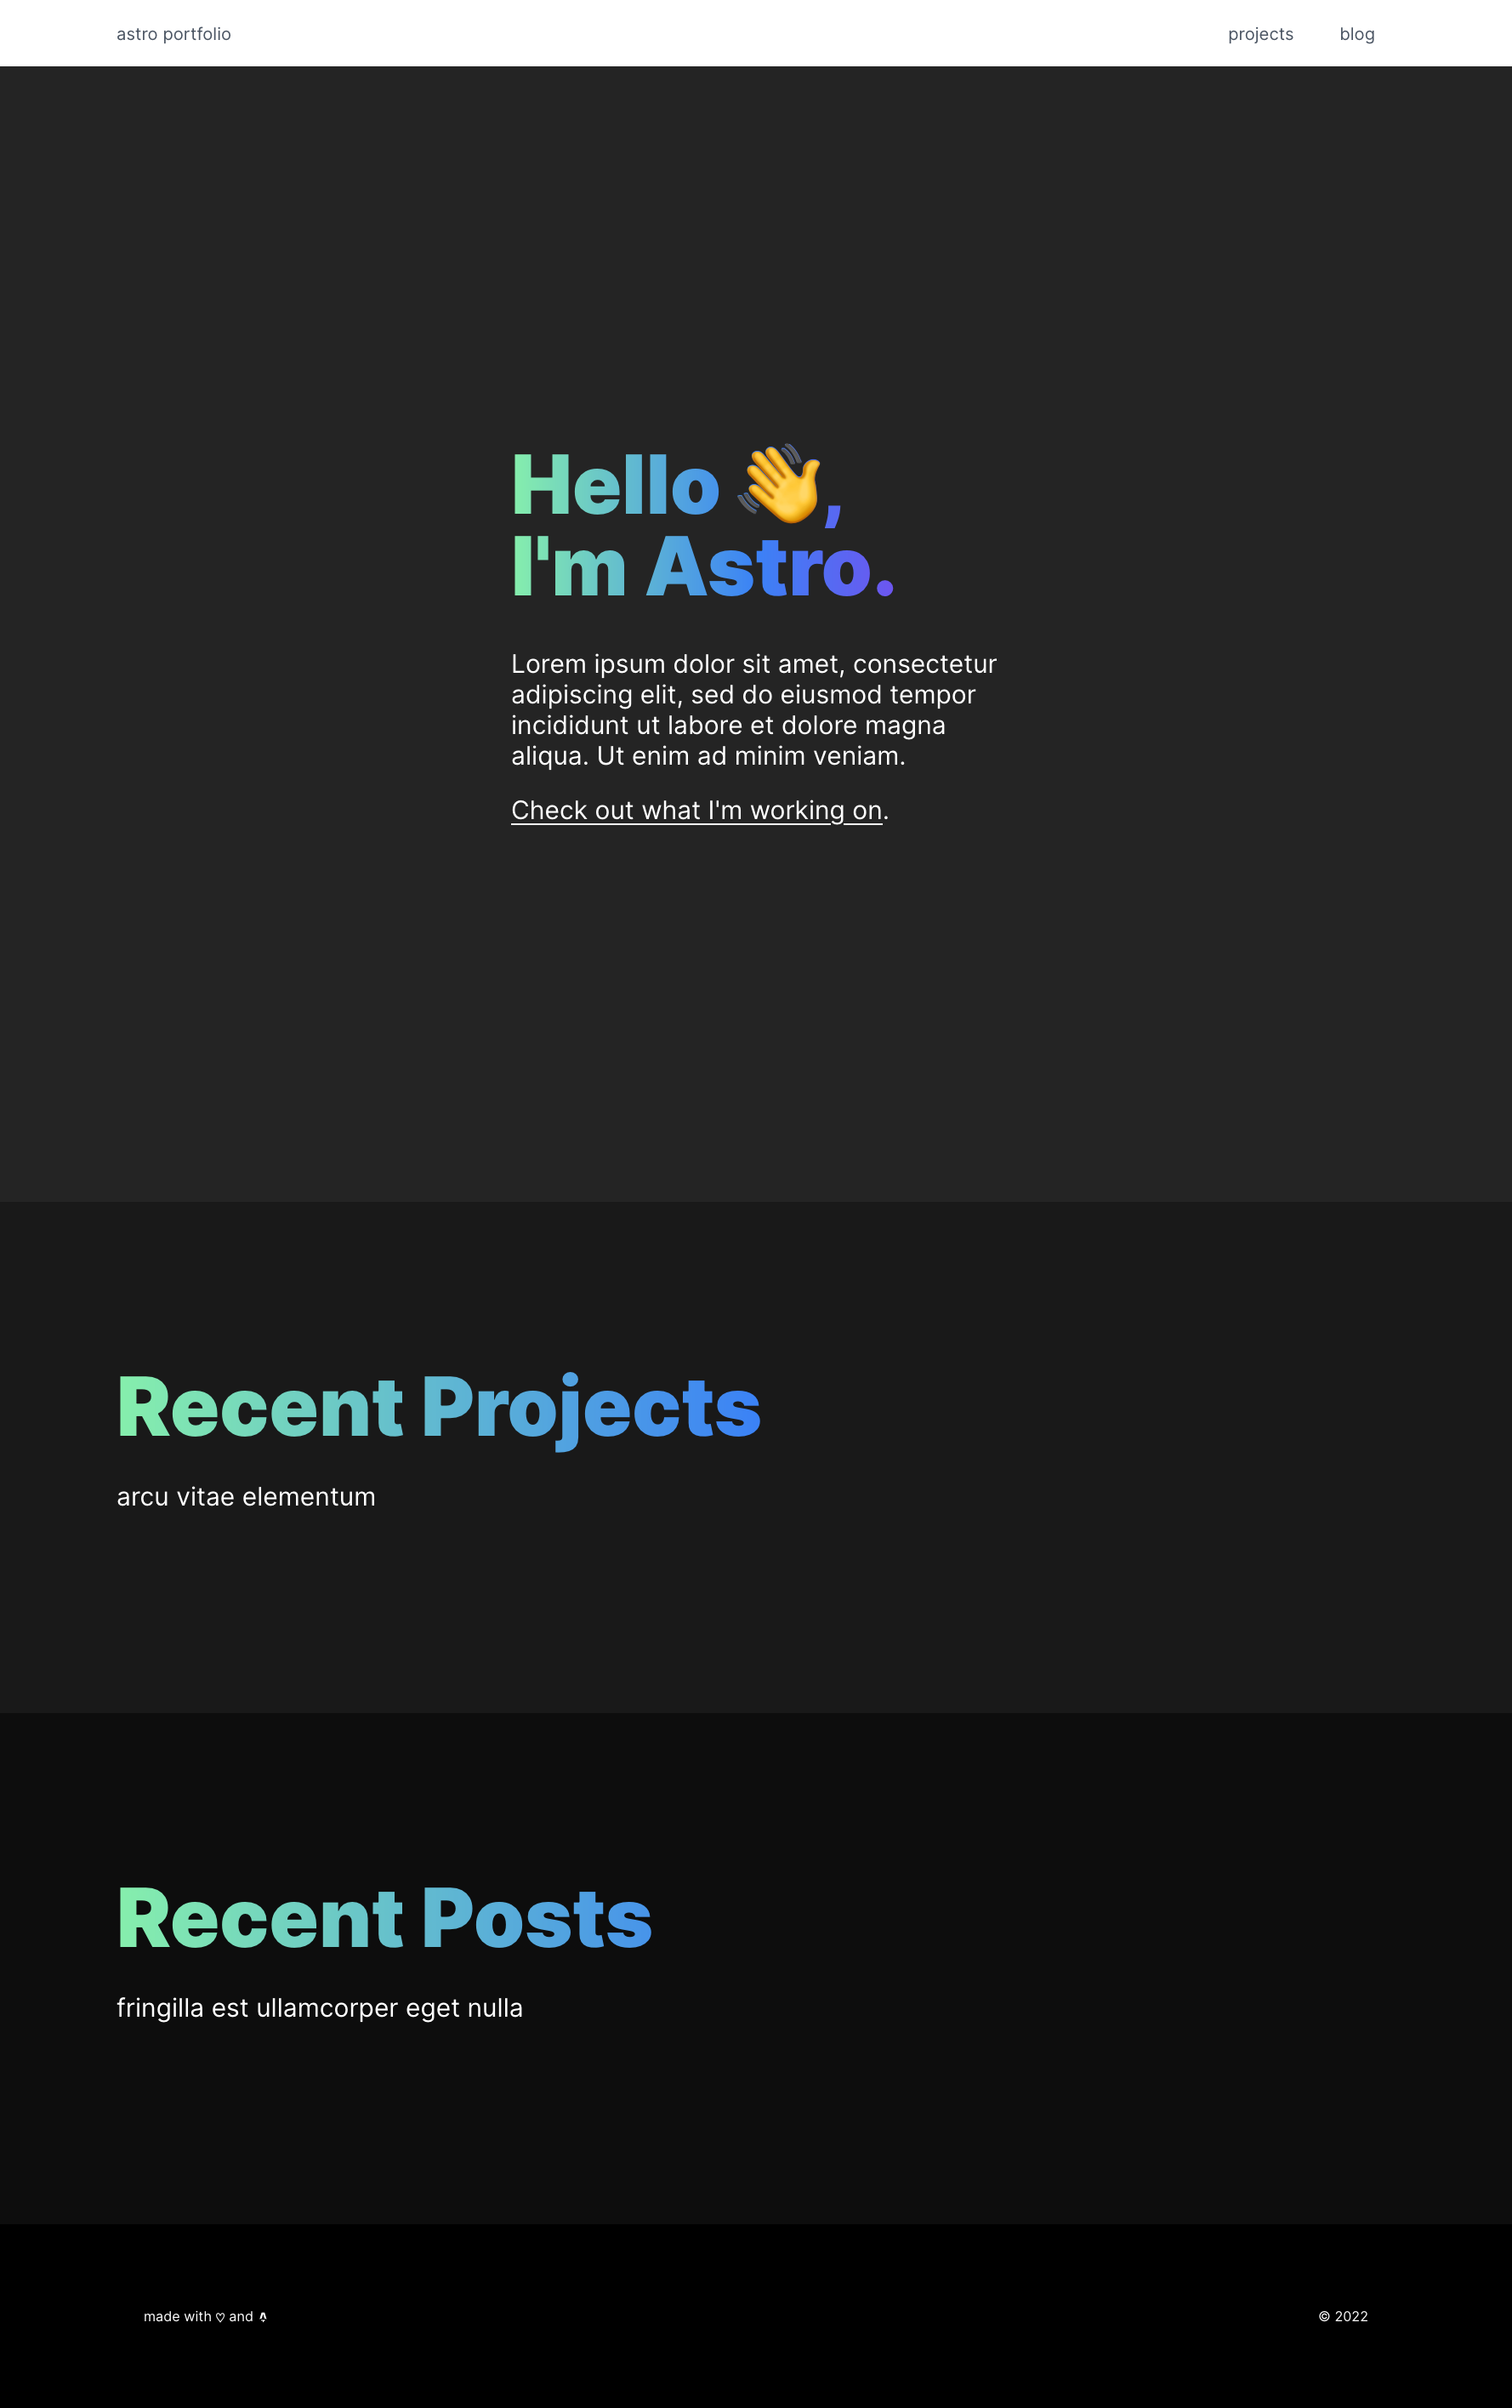 astro portfolio
projects
blog
Hello 👋,
I'm Astro.
Lorem ipsum dolor sit amet, consectetur
adipiscing elit, sed do eiusmod tempor
incididunt ut labore et dolore magna
aliqua. Ut enim ad minim veniam.
Check out what I'm working on.
Recent Projects
arcu vitae elementum
Recent Posts
fringilla est ullamcorper eget nulla
made with ♡ and
© 2022